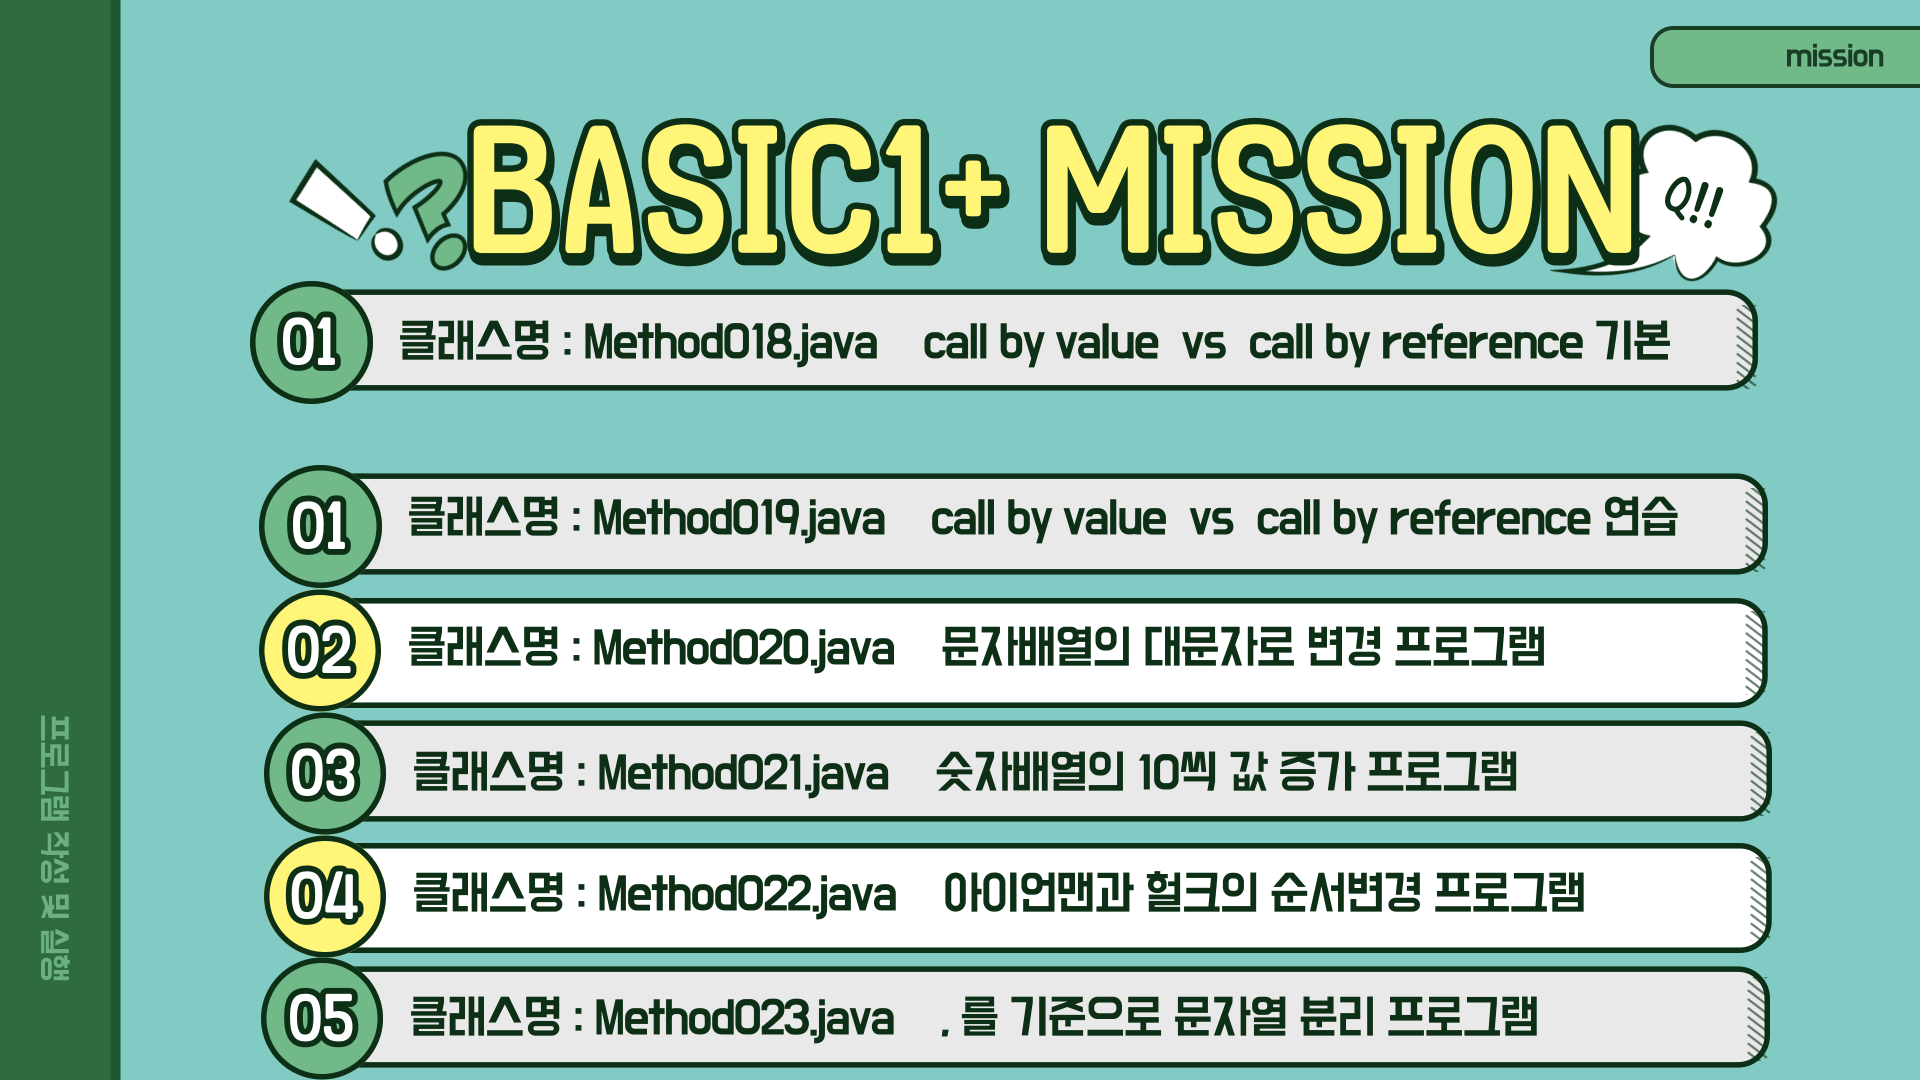 mission
BASIC1+ MISSION
Q!!
01 클래스명 : Method018.java call by value vs call by reference 기본
01 클래스명 : Method019.java call by value vs call by reference 연습
02 클래스명 : Method020.java 문자배열의 대문자로 변경 프로그램
03 클래스명 : Method021.java 숫자배열의 10씩 값 증가 프로그램
04 클래스명 : Method022.java 아이언맨과 헐크의 순서변경 프로그램
05 클래스명 : Method023.java , 를 기준으로 문자열 분리 프로그램
프로그램 작성 및 실행